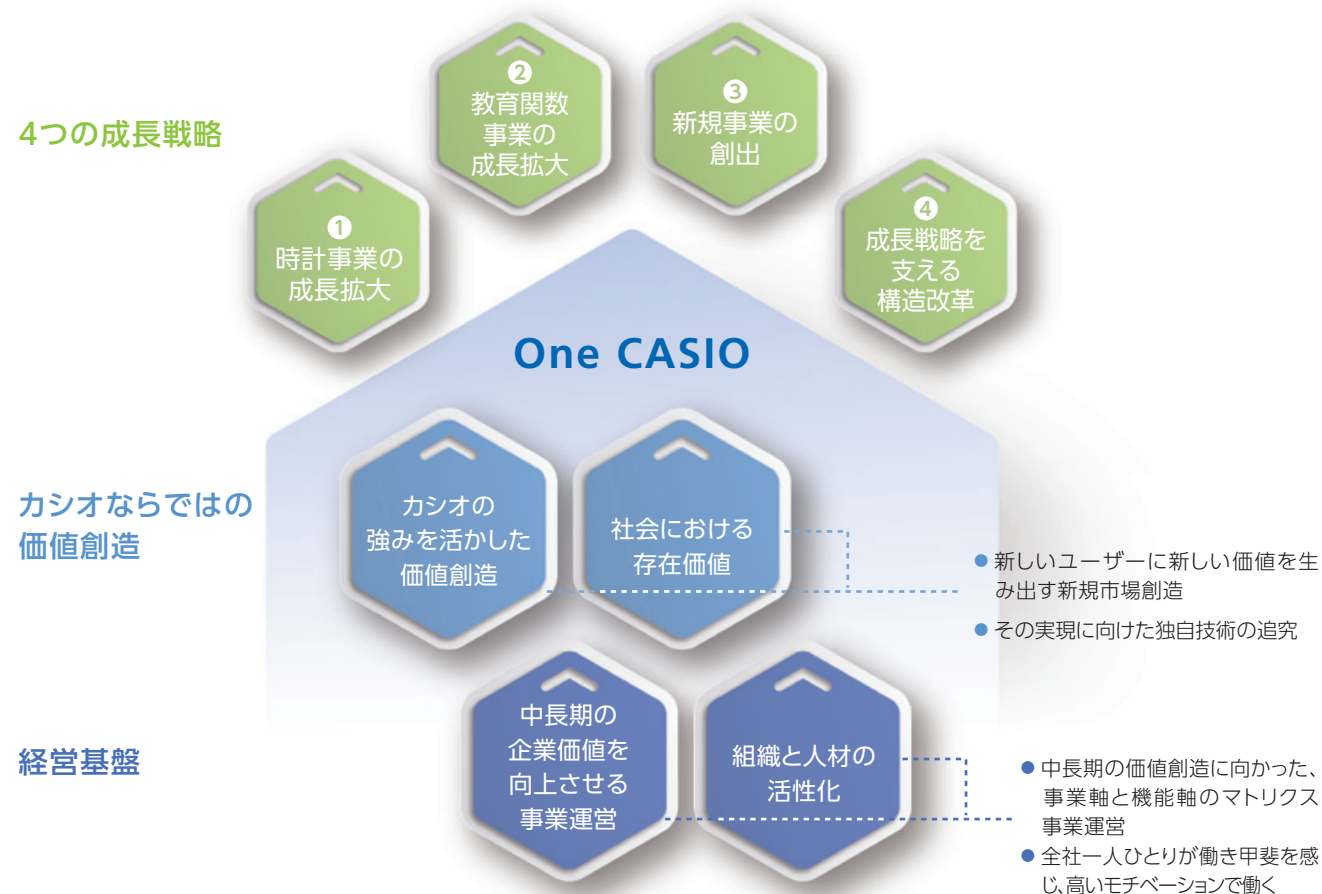 4つの成長戦略
❶
時計事業の
成長拡大
❷
教育関数
事業の
成長拡大
❸
新規事業の
創出
❹
成長戦略を
支える
構造改革
One CASIO
カシオならではの
価値創造
カシオの
強みを活かした
価値創造
社会における
存在価値
● 新しいユーザーに新しい価値を生
み出す新規市場創造
● その実現に向けた独自技術の追究
経営基盤
中長期の
企業価値を
向上させる
事業運営
組織と人材の
活性化
● 中長期の価値創造に向かった、
事業軸と機能軸のマトリクス
事業運営
● 全社一人ひとりが働き甲斐を感
じ、高いモチベーションで働く